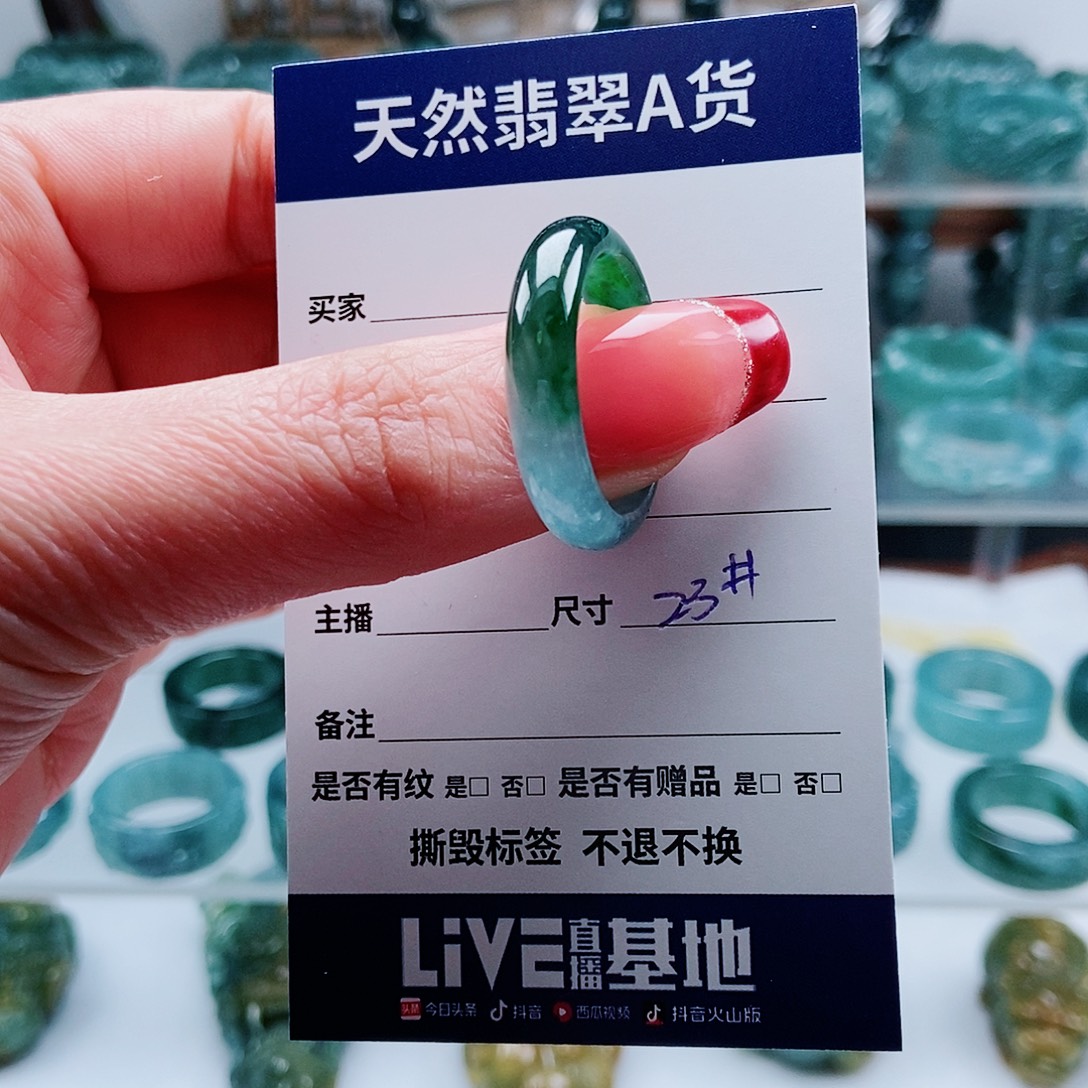 天然翡翠A货
买家
主播 尺寸 23#
备注
是否有纹 是□ 否□ 是否有赠品 是□ 否□
撕毁标签 不退不换
LiVE直播基地
头条 今日头条 抖音 西瓜视频 抖音火山版